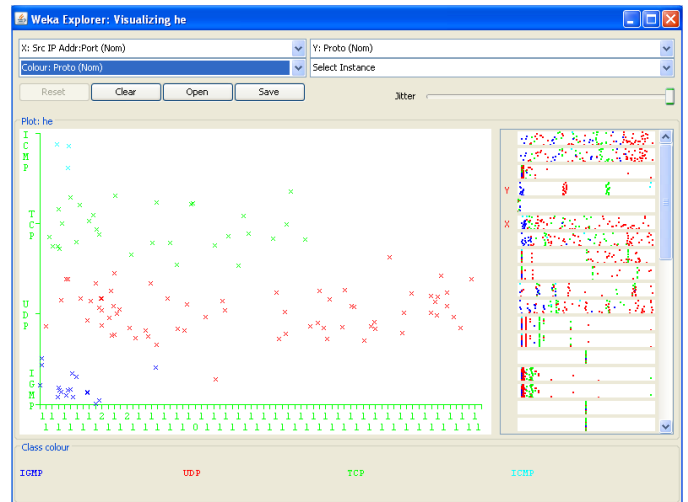 Weka Explorer: Visualizing he
X: Src IP Addr:Port (Nom)
Y: Proto (Nom)
Colour: Proto (Nom)
Select Instance
Reset
Clear
Open
Save
Jitter
Plot: he
ICMP
TCP
UDP
IGMP
Y
X
Class colour
IGMP
UDP
TCP
ICMP